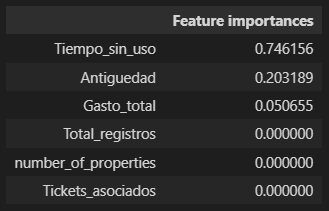 Feature importances
Tiempo_sin_uso 0.746156
Antiguedad 0.203189
Gasto_total 0.050655
Total_registros 0.000000
number_of_properties 0.000000
Tickets_asociados 0.000000